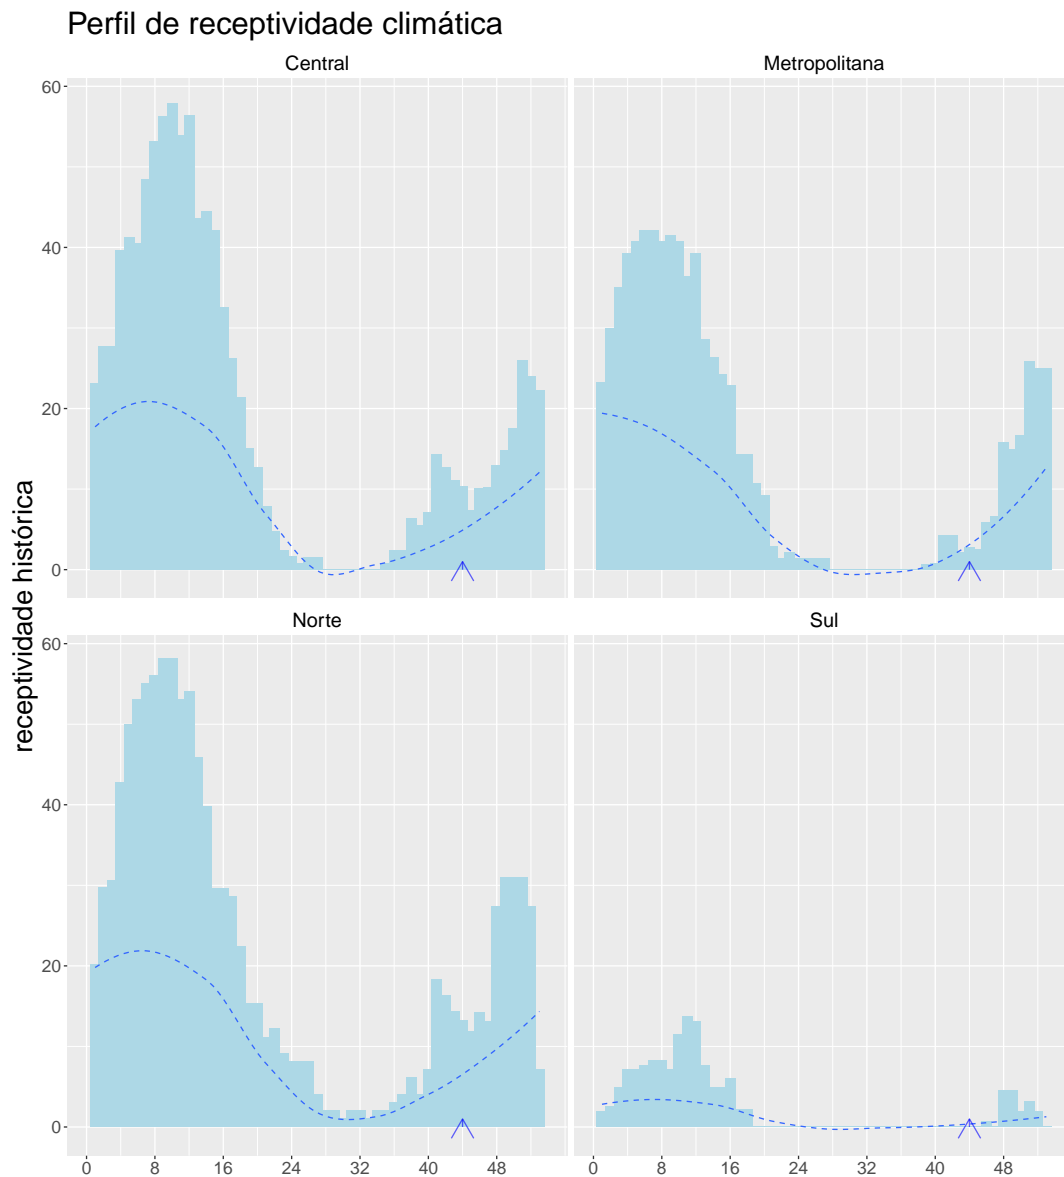 Perfil de receptividade climática
Central
Metropolitana
60
40
20
0
Norte
Sul
60
40
20
0
receptividade histórica
0 8 16 24 32 40 48
0 8 16 24 32 40 48